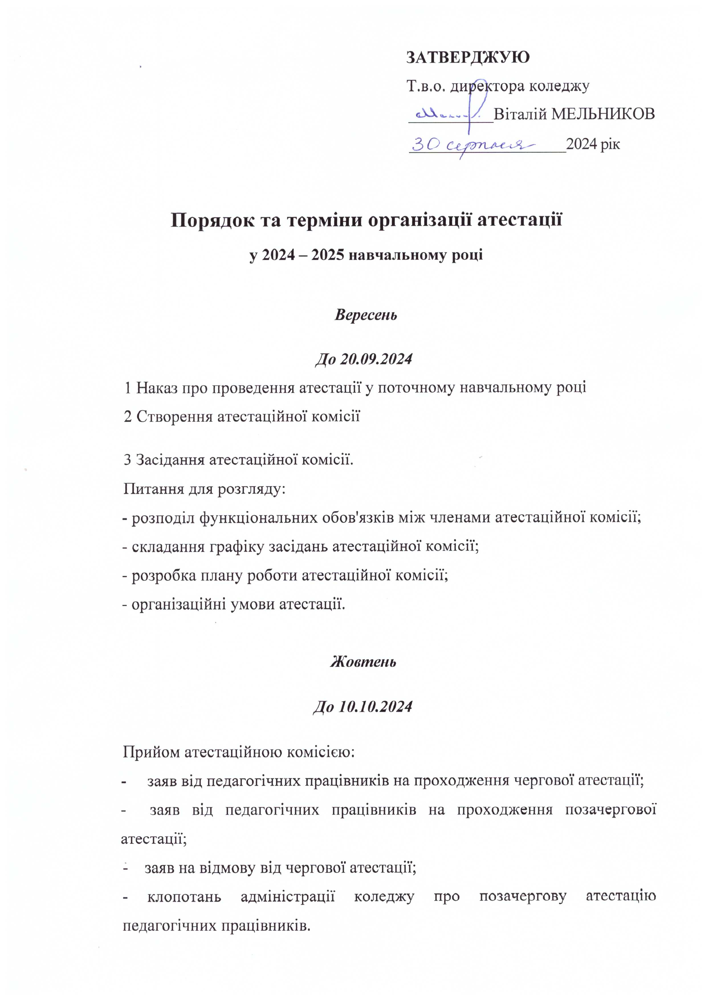 ЗАТВЕРДЖУЮ
Т.в.о. директора коледжу
Віталій МЕЛЬНИКОВ
30 серпня 2024 рік
Порядок та терміни організації атестації
у 2024 – 2025 навчальному році
Вересень
До 20.09.2024
1 Наказ про проведення атестації у поточному навчальному році
2 Створення атестаційної комісії
3 Засідання атестаційної комісії.
Питання для розгляду:
- розподіл функціональних обов'язків між членами атестаційної комісії;
- складання графіку засідань атестаційної комісії;
- розробка плану роботи атестаційної комісії;
- організаційні умови атестації.
Жовтень
До 10.10.2024
Прийом атестаційною комісією:
- заяв від педагогічних працівників на проходження чергової атестації;
- заяв від педагогічних працівників на проходження позачергової
атестації;
- заяв на відмову від чергової атестації;
- клопотань адміністрації коледжу про позачергову атестацію
педагогічних працівників.